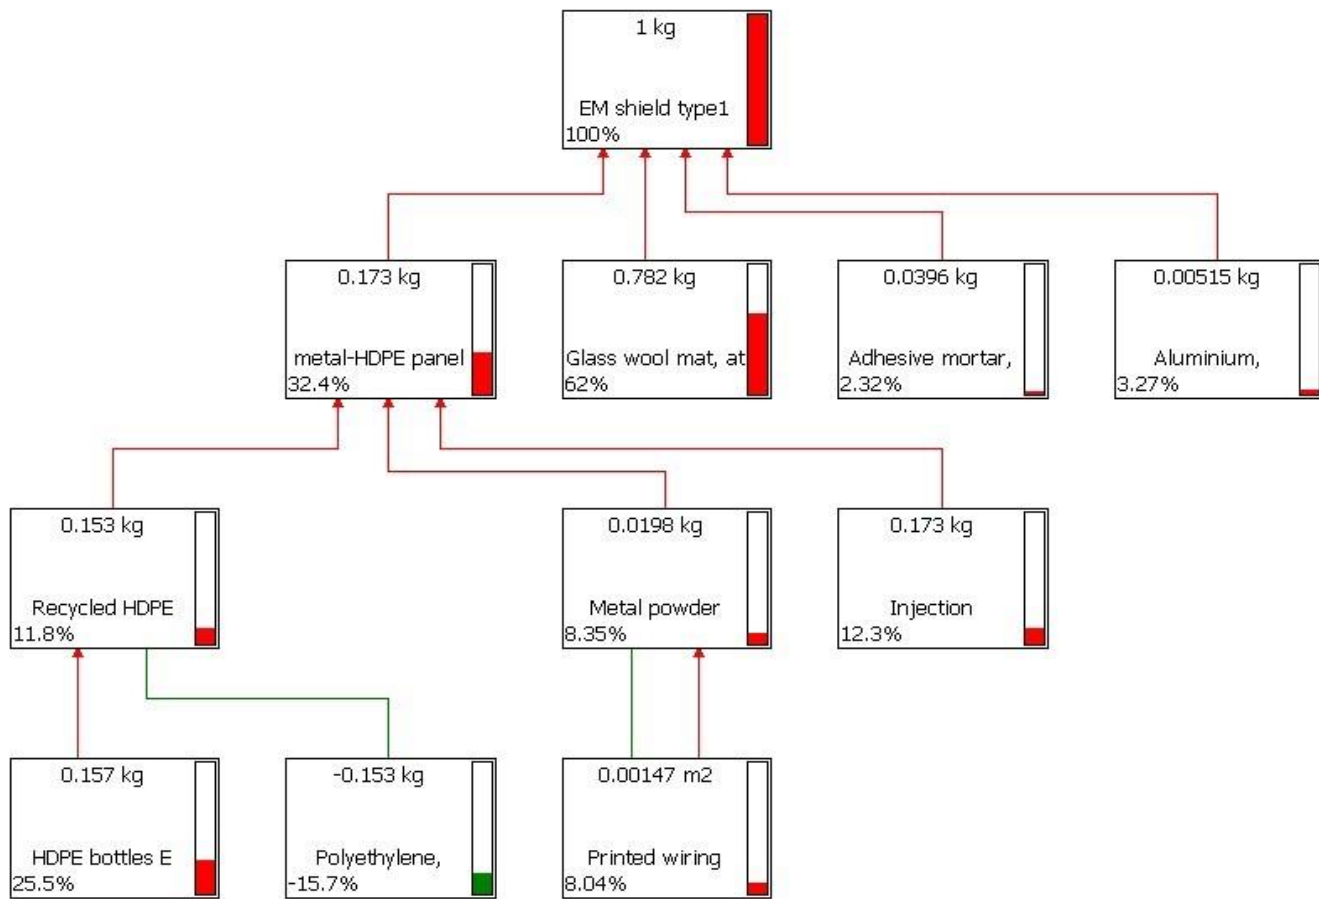 1 kg
EM shield type1
100%
0.173 kg
metal-HDPE panel
32.4%
0.782 kg
Glass wool mat, at
62%
0.0396 kg
Adhesive mortar,
2.32%
0.00515 kg
Aluminium,
3.27%
0.153 kg
Recycled HDPE
11.8%
0.0198 kg
Metal powder
8.35%
0.173 kg
Injection
12.3%
0.157 kg
HDPE bottles E
25.5%
-0.153 kg
Polyethylene,
-15.7%
0.00147 m2
Printed wiring
8.04%